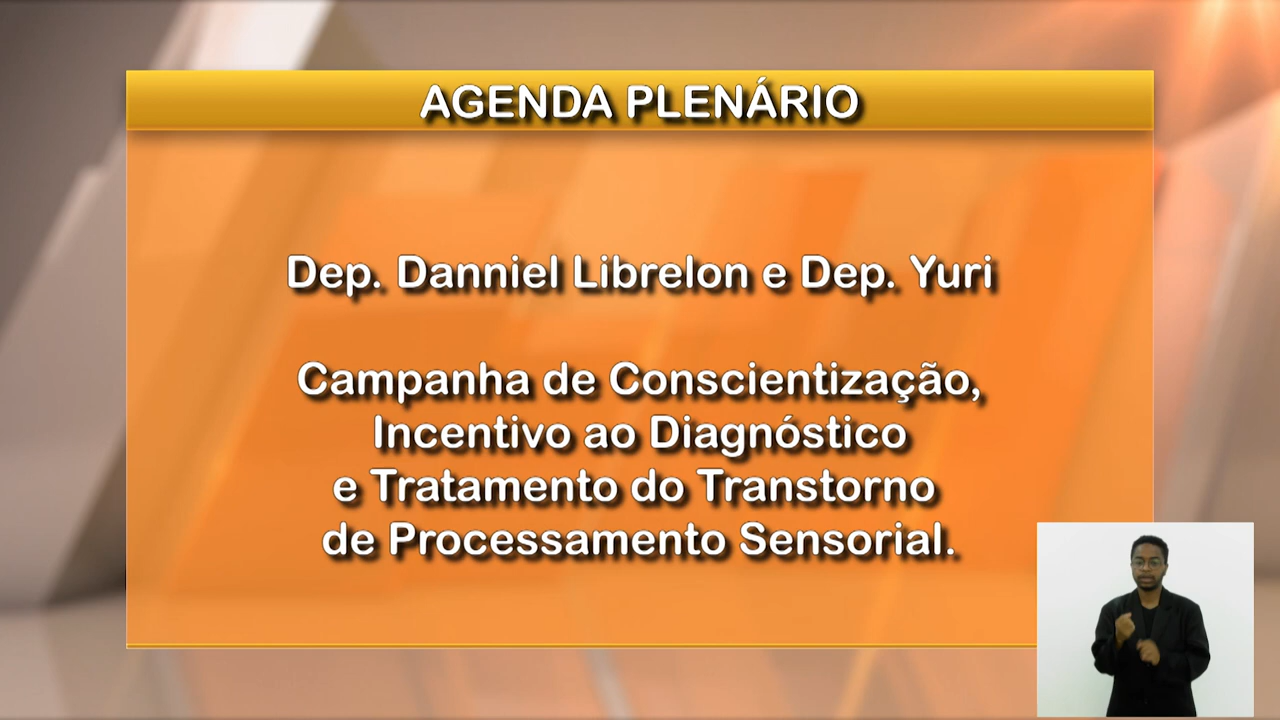 AGENDA PLENÁRIO
Dep. Danniel Librelon e Dep. Yuri
Campanha de Conscientização,
Incentivo ao Diagnóstico
e Tratamento do Transtorno
de Processamento Sensorial.